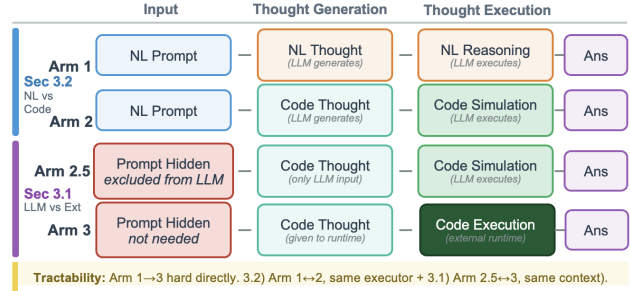 Input Thought Generation Thought Execution
Arm 1 NL Prompt NL Thought NL Reasoning Ans
(LLM generates) (LLM executes)
Sec 3.2
NL vs
Code
Arm 2 NL Prompt Code Thought Code Simulation Ans
(LLM generates) (LLM executes)
Arm 2.5 Prompt Hidden Code Thought Code Simulation Ans
excluded from LLM (only LLM input) (LLM executes)
Sec 3.1
LLM vs Ext
Arm 3 Prompt Hidden Code Thought Code Execution Ans
not needed (given to runtime) (external runtime)
Tractability: Arm 1→3 hard directly. 3.2) Arm 1↔2, same executor + 3.1) Arm 2.5↔3, same context).